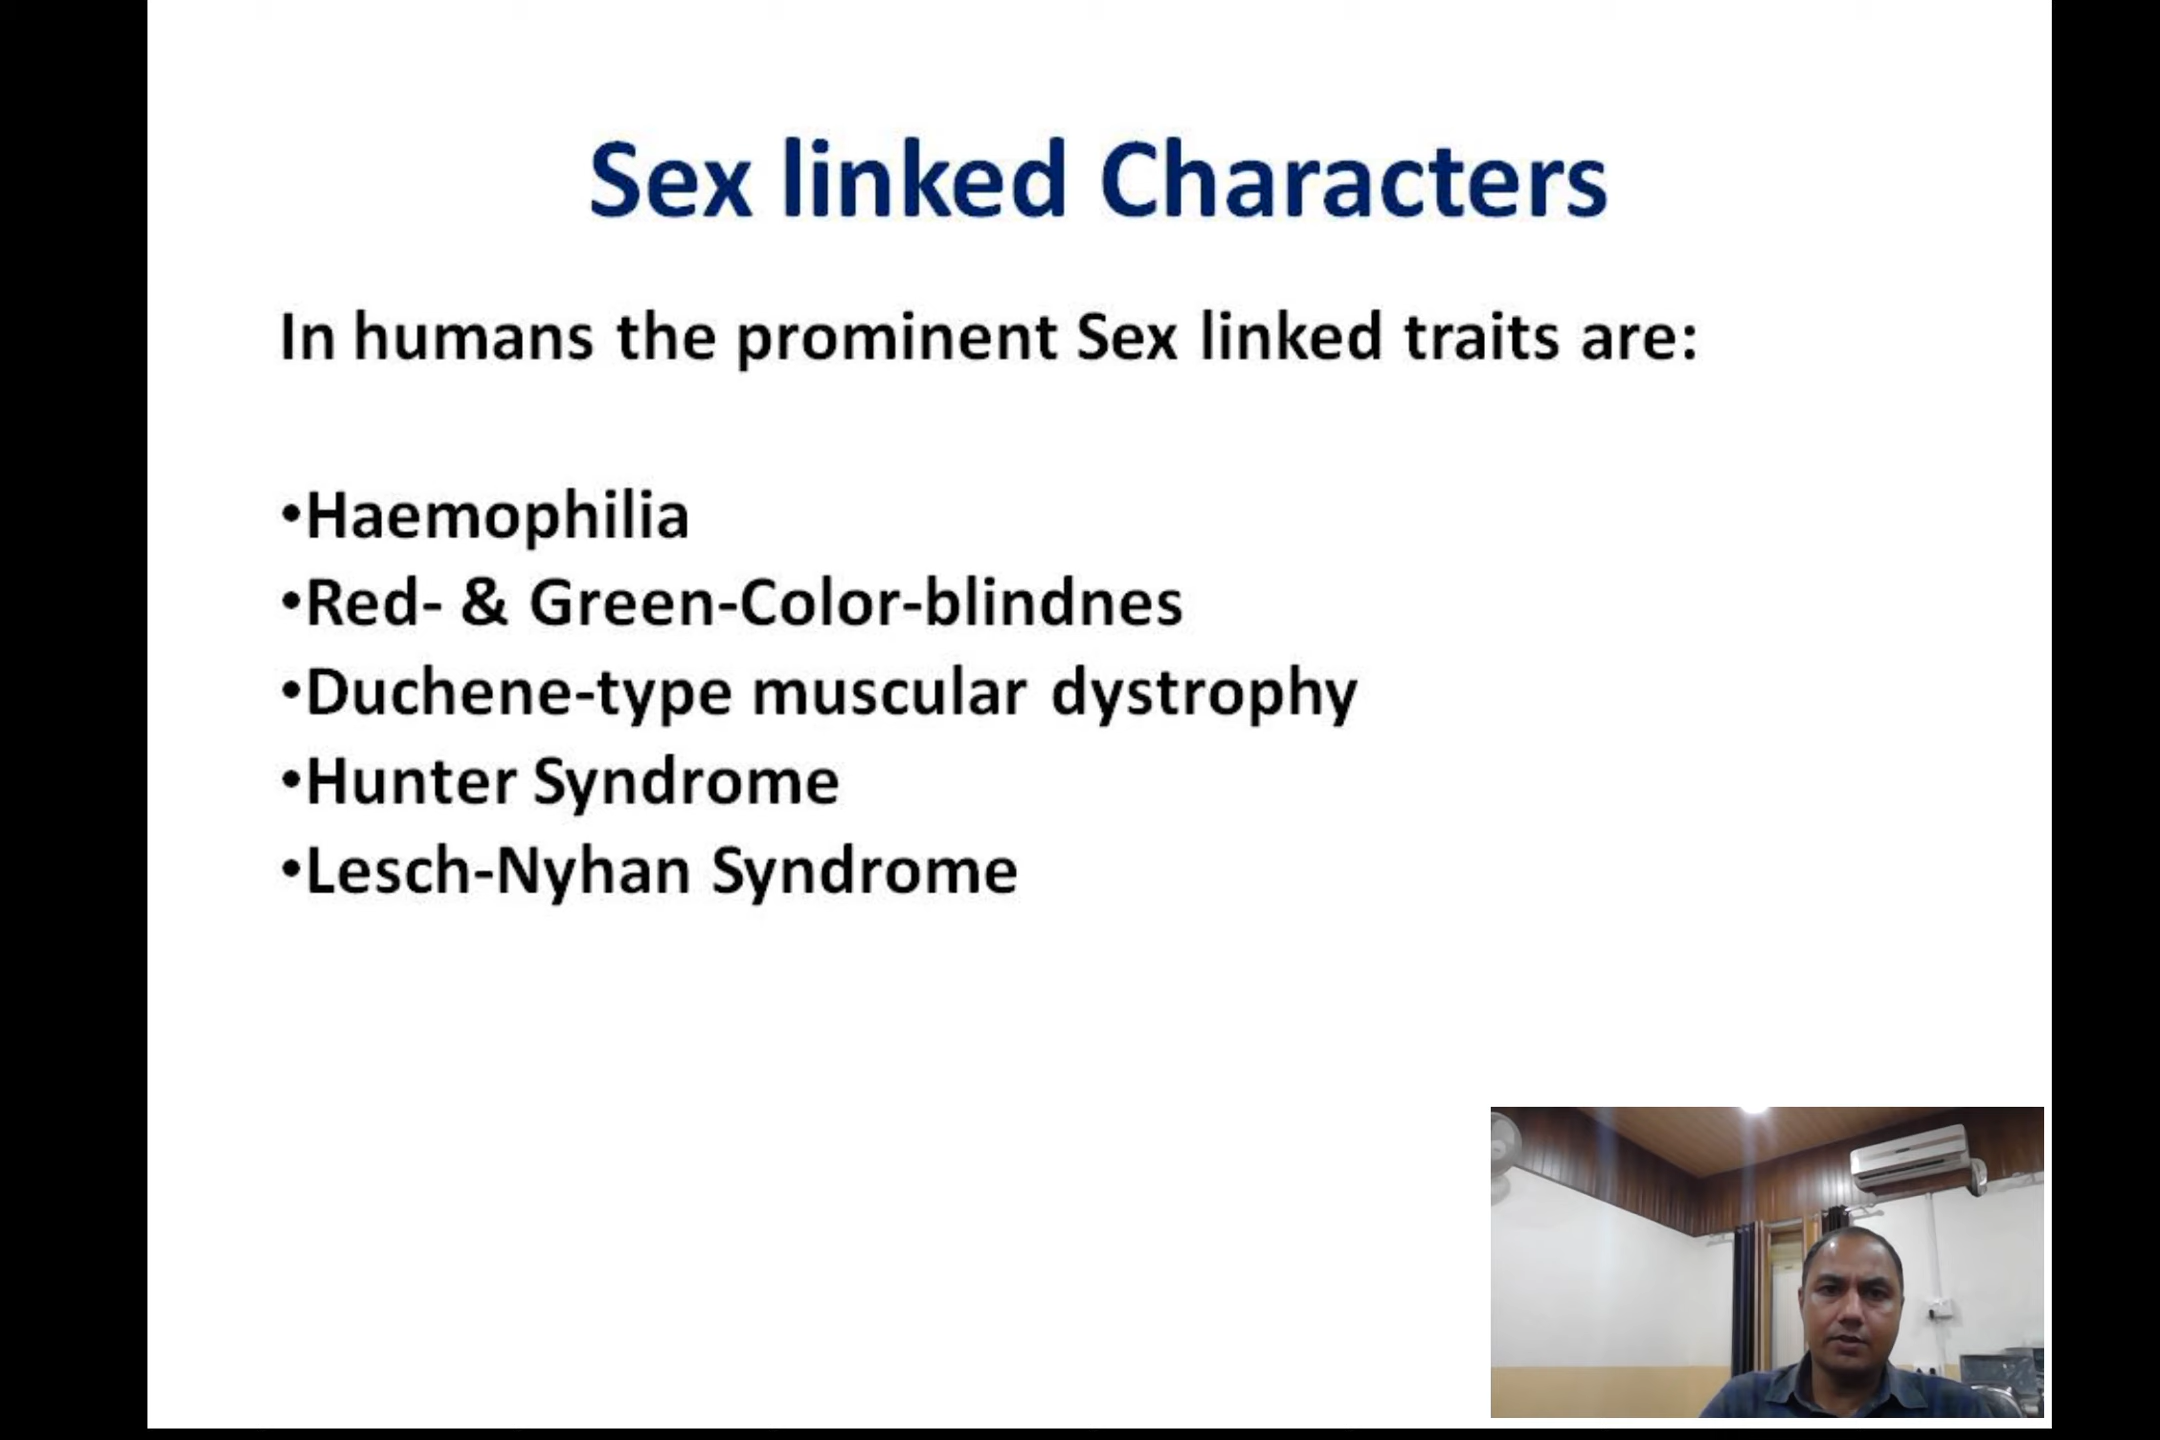 Sex linked Characters
In humans the prominent Sex linked traits are:
•Haemophilia
•Red- & Green-Color-blindnes
•Duchene-type muscular dystrophy
•Hunter Syndrome
•Lesch-Nyhan Syndrome